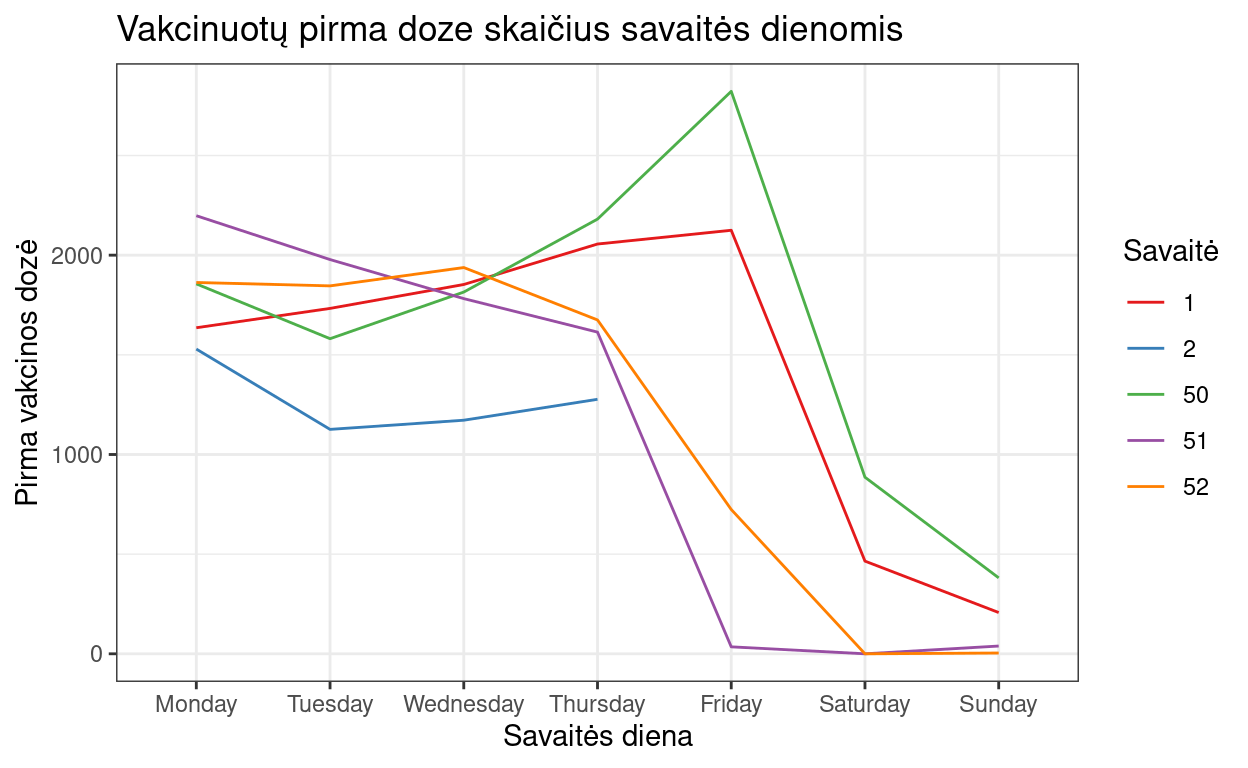 Vakcinuotų pirma doze skaičius savaitės dienomis
Pirma vakcinos dozė
2000
1000
0
Monday Tuesday Wednesday Thursday Friday Saturday Sunday
Savaitės diena
Savaitė
1
2
50
51
52